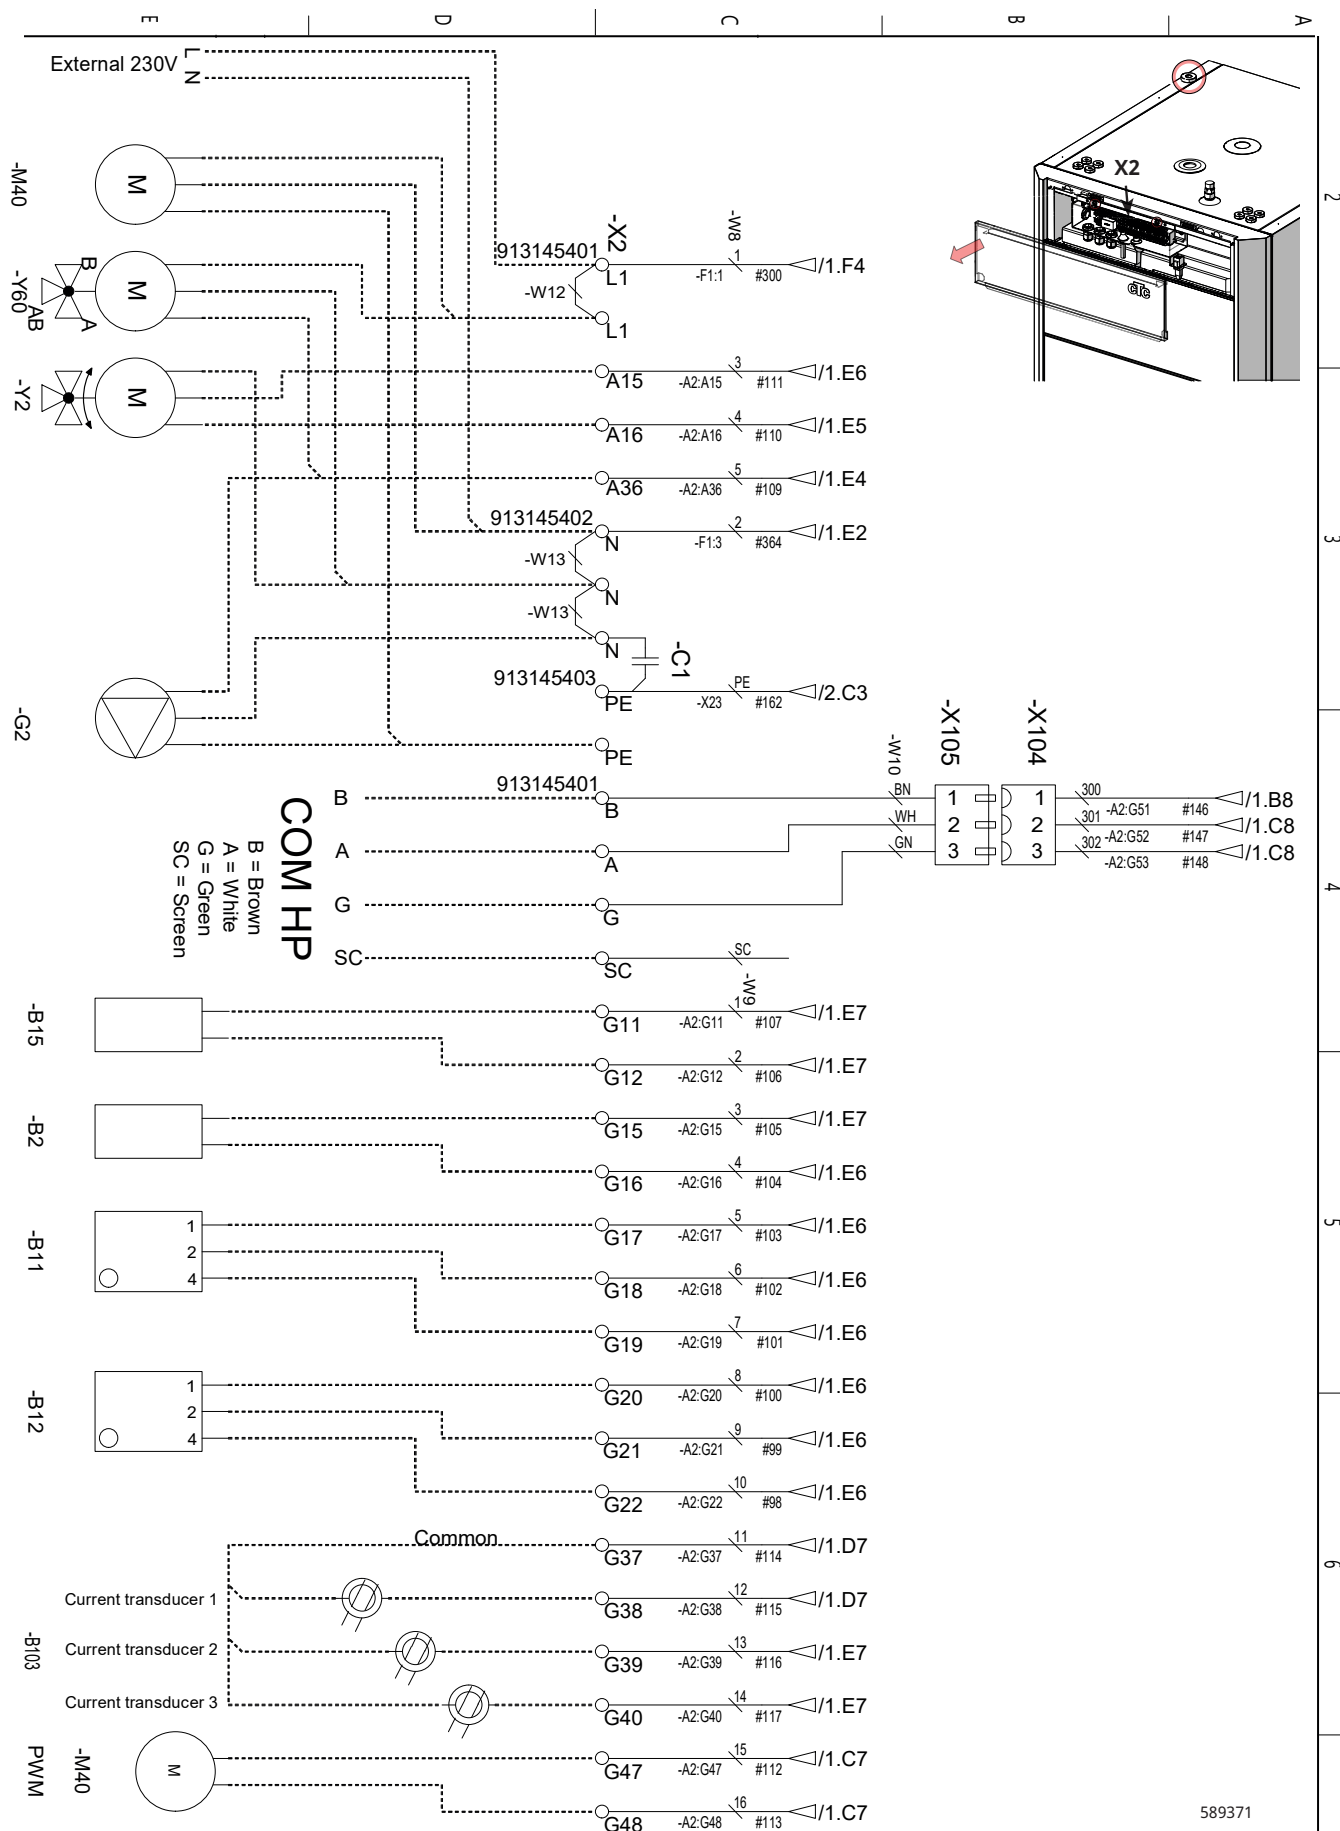 E D C B A
External 230V L
N
2
X2
CTC
-M40
M
-X2
-W8
913145401
L1
-W12
-F1:1
1
#300
/1.F4
B
-Y60
AB
A
M
L1
-Y2
M
A15
-A2:A15
3
#111
/1.E6
A16
-A2:A16
4
#110
/1.E5
A36
-A2:A36
5
#109
/1.E4
913145402
N
-F1:3
2
#364
/1.E2
3
-W13
N
-W13
N
-C1
913145403
PE
-X23
PE
#162
/2.C3
-G2
PE
-X105
-X104
-W10
COM HP
B = Brown
A = White
G = Green
SC = Screen
B
913145401
B
BN
1
1
300
-A2:G51
#146
/1.B8
WH
2
2
301
-A2:G52
#147
/1.C8
A
A
GN
3
3
302
-A2:G53
#148
/1.C8
4
G
G
SC
SC
SC
-W9
-B15
G11
-A2:G11
1
#107
/1.E7
G12
-A2:G12
2
#106
/1.E7
-B2
G15
-A2:G15
3
#105
/1.E7
G16
-A2:G16
4
#104
/1.E6
-B11
1
2
4
G17
-A2:G17
5
#103
/1.E6
5
G18
-A2:G18
6
#102
/1.E6
G19
-A2:G19
7
#101
/1.E6
-B12
1
2
4
G20
-A2:G20
8
#100
/1.E6
G21
-A2:G21
9
#99
/1.E6
G22
-A2:G22
10
#98
/1.E6
Common
G37
-A2:G37
11
#114
/1.D7
6
-B103
Current transducer 1
G38
-A2:G38
12
#115
/1.D7
Current transducer 2
G39
-A2:G39
13
#116
/1.E7
Current transducer 3
G40
-A2:G40
14
#117
/1.E7
-M40
PWM
M
G47
-A2:G47
15
#112
/1.C7
G48
-A2:G48
16
#113
/1.C7
589371